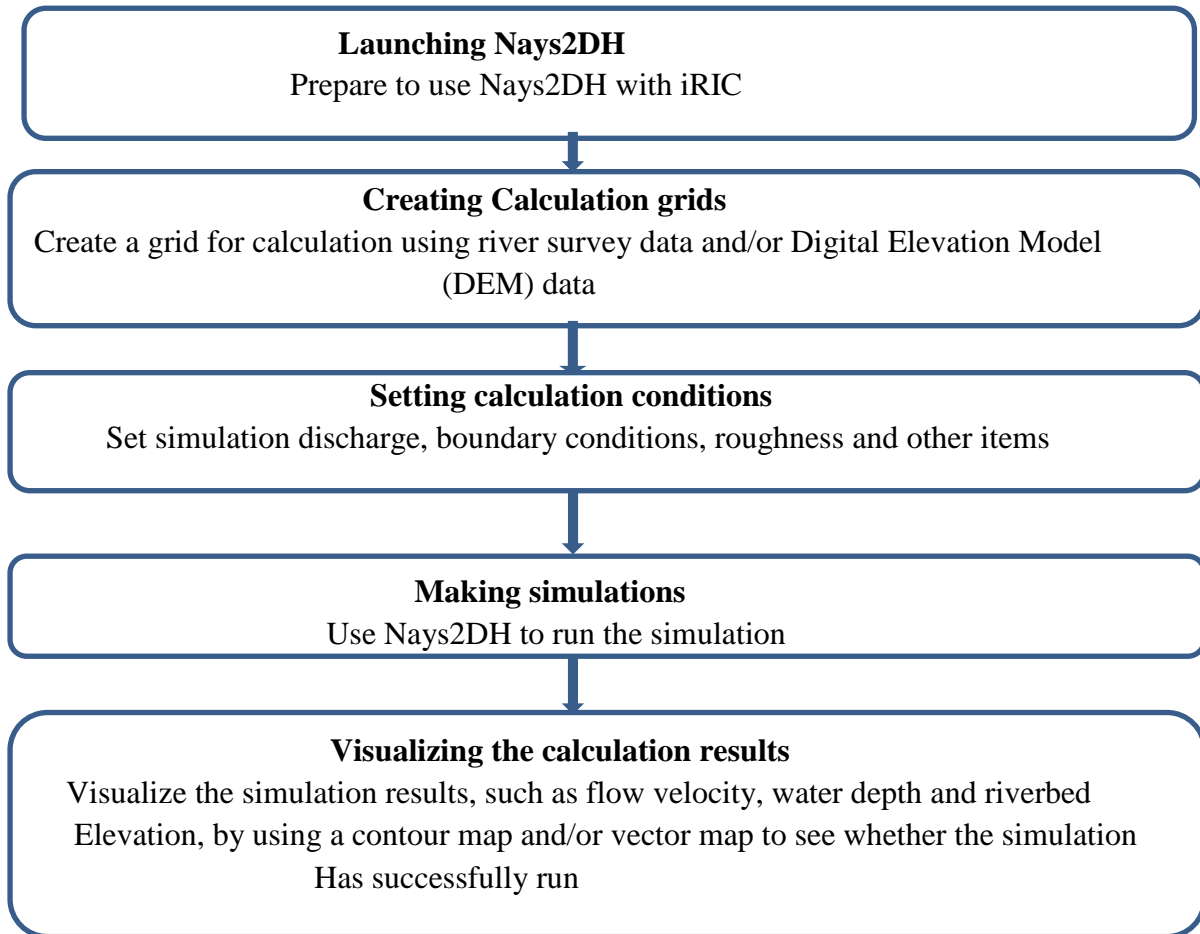 Launching Nays2DH
Prepare to use Nays2DH with iRIC
Creating Calculation grids
Create a grid for calculation using river survey data and/or Digital Elevation Model
(DEM) data
Setting calculation conditions
Set simulation discharge, boundary conditions, roughness and other items
Making simulations
Use Nays2DH to run the simulation
Visualizing the calculation results
Visualize the simulation results, such as flow velocity, water depth and riverbed
Elevation, by using a contour map and/or vector map to see whether the simulation
Has successfully run